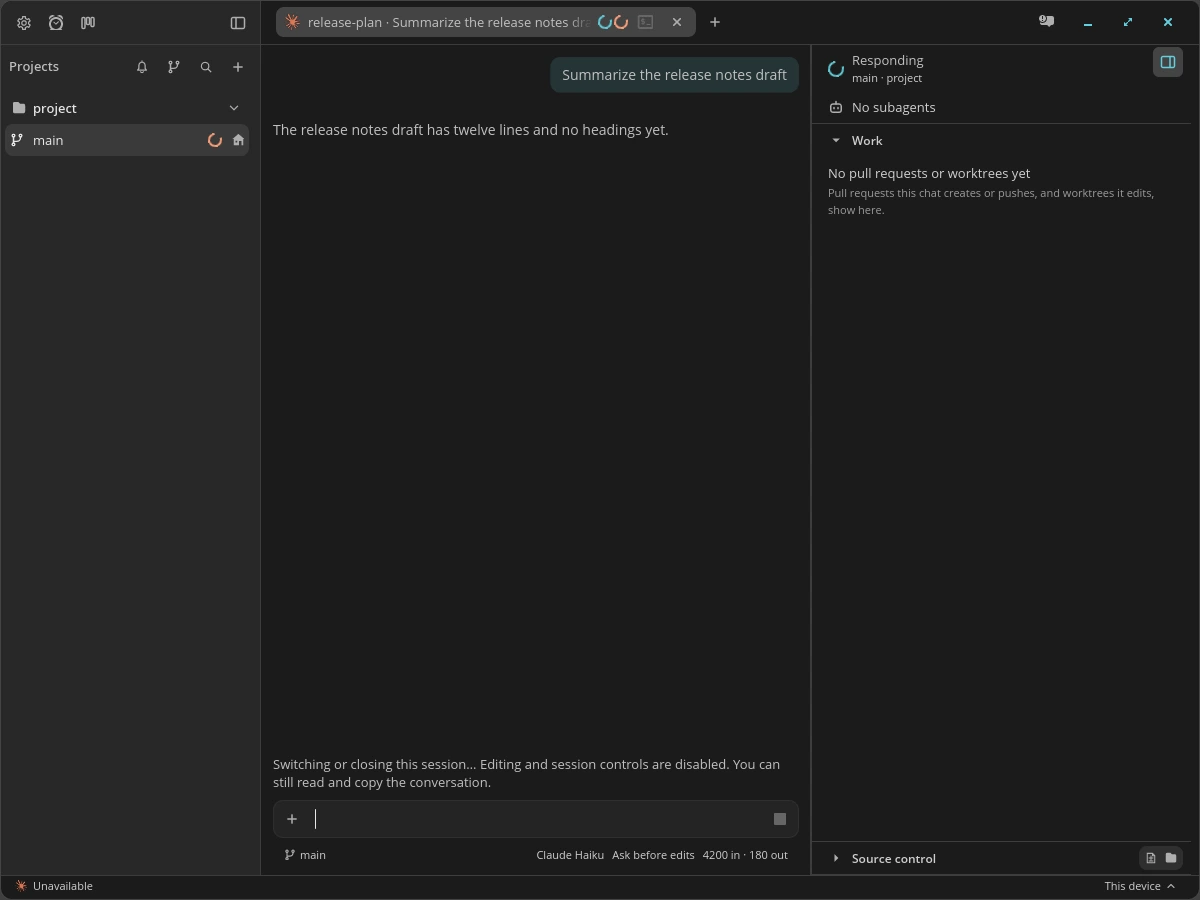 release-plan · Summarize the release notes dra
Projects
project
main
Summarize the release notes draft
The release notes draft has twelve lines and no headings yet.
Switching or closing this session... Editing and session controls are disabled. You can
still read and copy the conversation.
main
Claude Haiku Ask before edits 4200 in · 180 out
Responding
main · project
No subagents
Work
No pull requests or worktrees yet
Pull requests this chat creates or pushes, and worktrees it edits,
show here.
Source control
Unavailable
This device